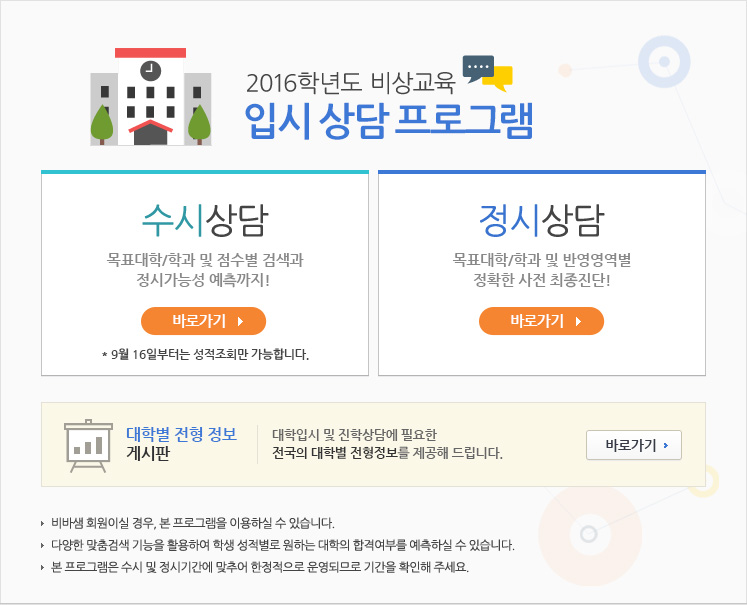 2016학년도 비상교육
입시 상담 프로그램
수시상담
목표대학/학과 및 점수별 검색과
정시가능성 예측까지!
바로가기
* 9월 16일부터는 성적조회만 가능합니다.
정시상담
목표대학/학과 및 반영영역별
정확한 사전 최종진단!
바로가기
대학별 전형 정보
게시판
대학입시 및 진학상담에 필요한
전국의 대학별 전형정보를 제공해 드립니다.
바로가기
비바샘 회원이실 경우, 본 프로그램을 이용하실 수 있습니다.
다양한 맞춤검색 기능을 활용하여 학생 성적별로 원하는 대학의 합격여부를 예측하실 수 있습니다.
본 프로그램은 수시 및 정시기간에 맞추어 한정적으로 운영되므로 기간을 확인해 주세요.